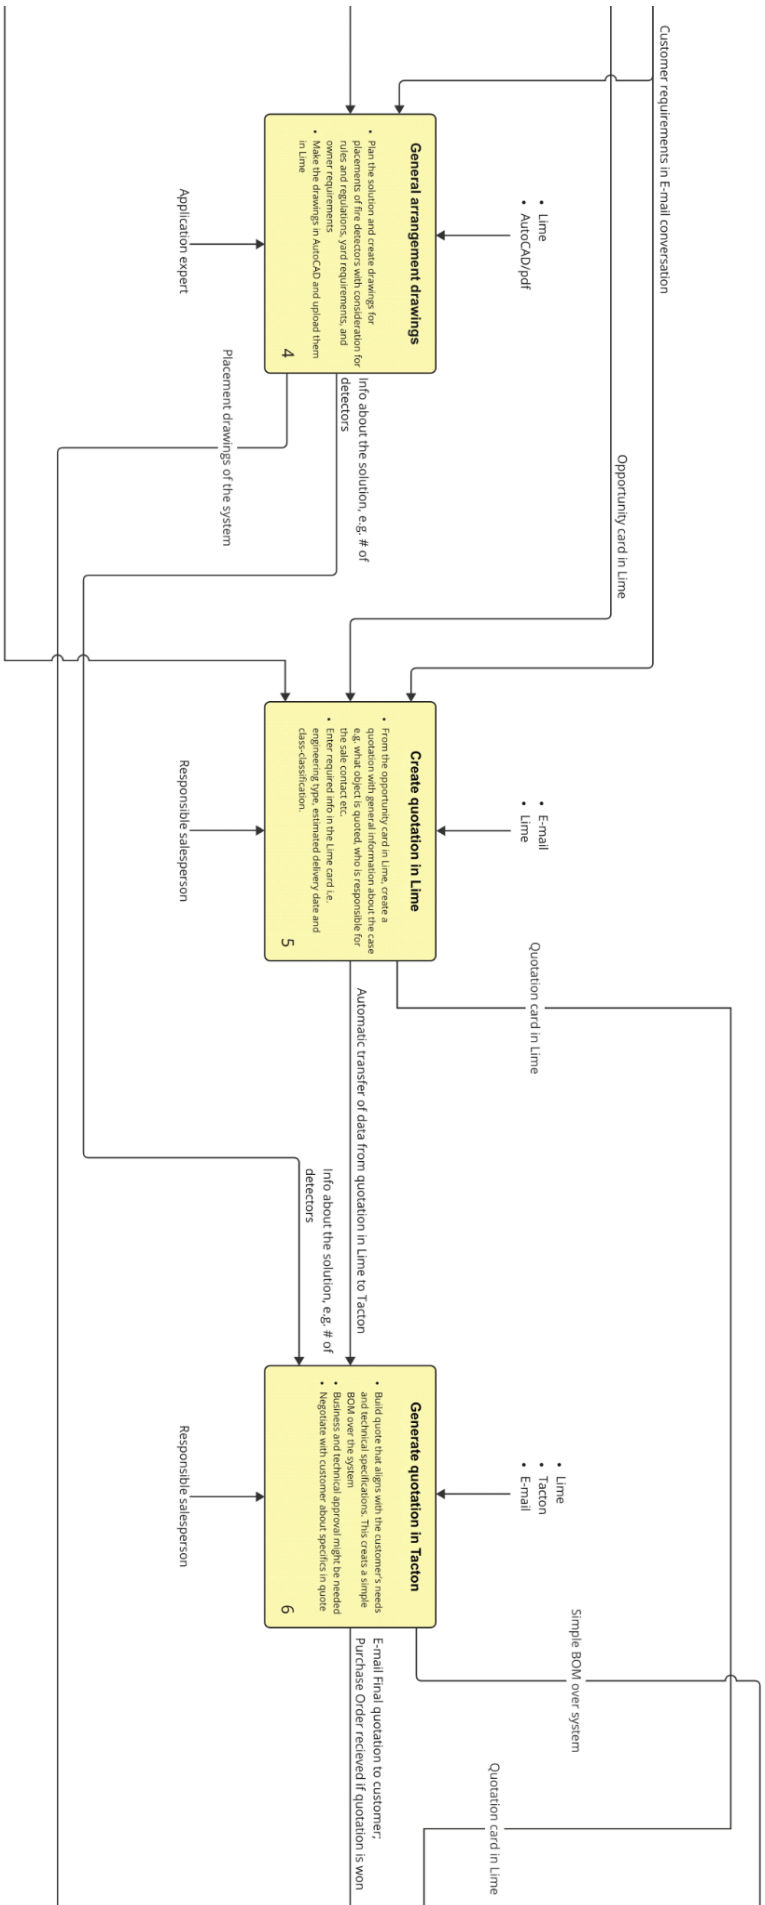 Customer requirements in E-mail conversation
• Lime
• AutoCAD/pdf
General arrangement drawings
• Plan the solution and create drawings for
placements of fire detectors with consideration for
rules and regulations, yard requirements, and
owner requirements
• Make the drawings in AutoCAD and upload them
in Lime
4
Application expert
Info about the solution, e.g. # of
detectors
Placement drawings of the system
Opportunity card in Lime
• E-mail
• Lime
Create quotation in Lime
• From the opportunity card in Lime, create a
quotation with general information about the case
e.g. what object is quoted, who is responsible for
the sale contact etc.
• Enter required info in the Lime card i.e.
engineering type, estimated delivery date and
class-classification.
5
Responsible salesperson
Quotation card in Lime
Automatic transfer of data from quotation in Lime to Tacton
Info about the solution, e.g. # of
detectors
• Lime
• Tacton
• E-mail
Generate quotation in Tacton
• Build quote that aligns with the customer's needs
and technical specifications. This creats a simple
BOM over the system
• Business and technical approval might be needed
• Negotiate with customer about specifics in quote
6
Responsible salesperson
Simple BOM over system
E-mail Final quotation to customer;
Purchase Order recieved if quotation is won
Quotation card in Lime